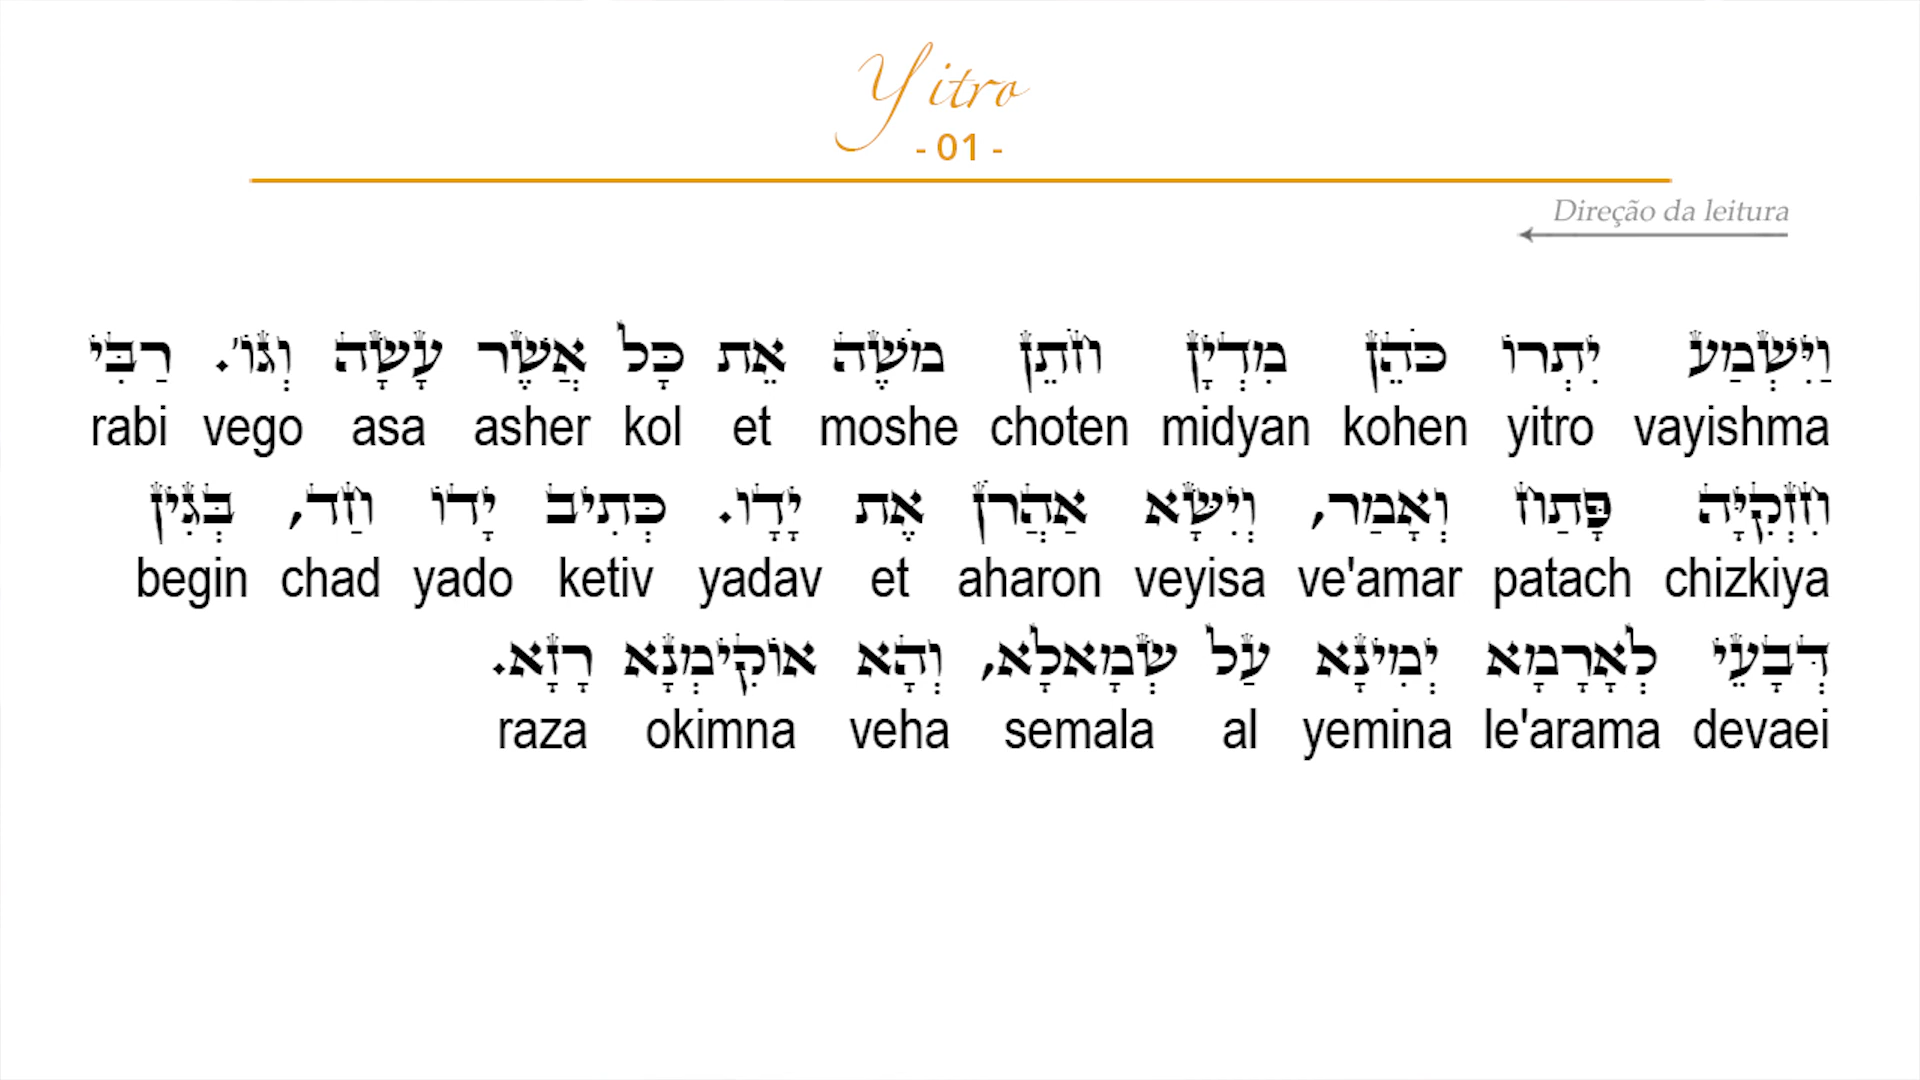 Yitro
- 01 -
Direção da leitura
וַיִּשְׁמַע יִתְרוֹ כֹּהֵן מִדְיָן חֹתֵן משֶׁה אֵת כָּל אֲשֶׁר עָשָׂה וְגוֹ׳. רַבִּי
rabi vego asa asher kol et moshe choten midyan kohen yitro vayishma
חִזְקִיָּה פָּתַח וְאָמַר, וְיִשָּׂא אַהֲרֹן אֶת יָדָו. כְּתִיב יָדוֹ חַד, בְּגִין
begin chad yado ketiv yadav et aharon veyisa ve'amar patach chizkiya
דְּבָעֵי לְאָרָמָא יְמִינָא עַל שְׂמָאלָא, וְהָא אוֹקִימְנָא רָזָא.
raza okimna veha semala al yemina le'arama devaei